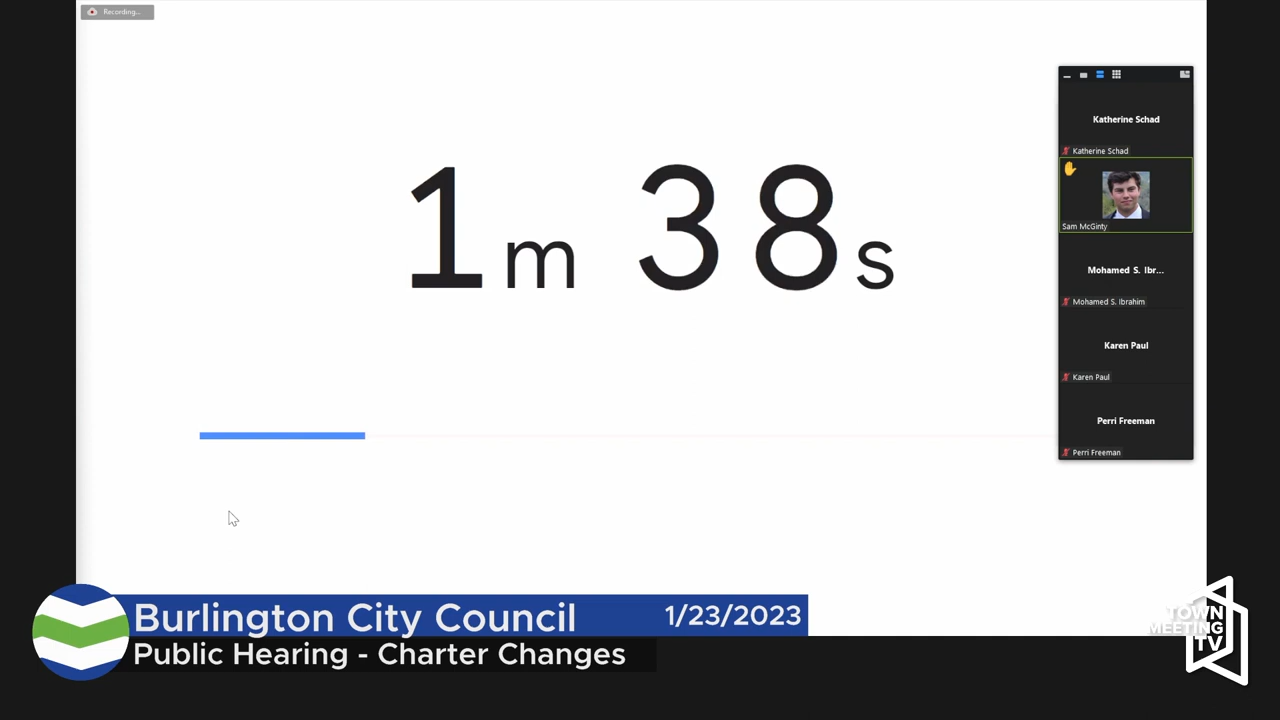 Recording...
1m 38s
Katherine Schad
Katherine Schad
Sam McGinty
Mohamed S. Ibr...
Mohamed S. Ibrahim
Karen Paul
Karen Paul
Perri Freeman
Perri Freeman
Burlington City Council 1/23/2023
Public Hearing - Charter Changes
TOWN
MEETING
TV